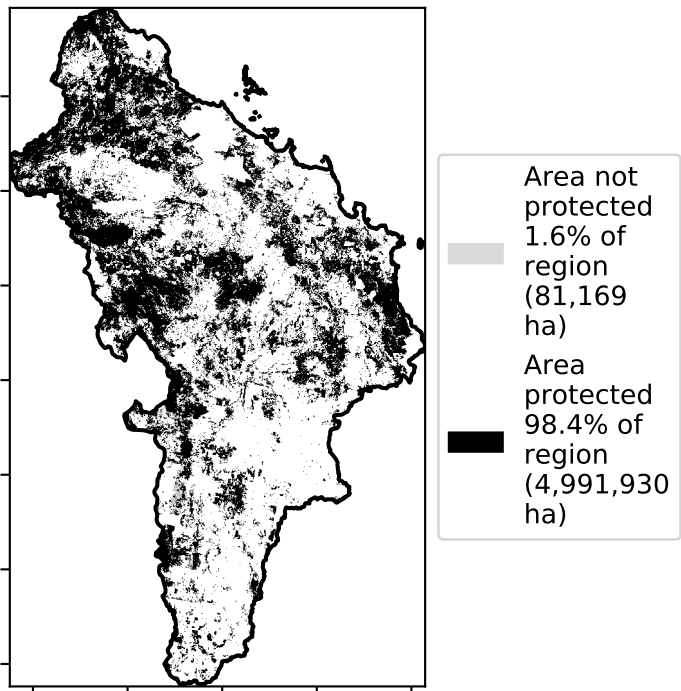 Area not
protected
1.6% of
region
(81,169
ha)
Area
protected
98.4% of
region
(4,991,930
ha)